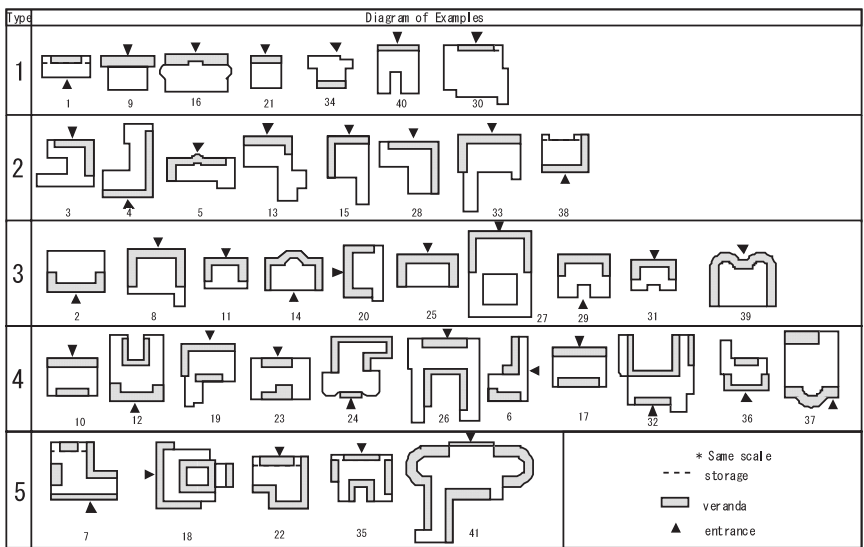 Type Diagram of Examples
1
1 9 16 21 34 40 30
2
3 4 5 13 15 28 33 38
3
2 8 11 14 20 25 27 29 31 39
4
10 12 19 23 24 26 6 17 32 36 37
5
7 18 22 35 41
* Same scale
storage
veranda
entrance